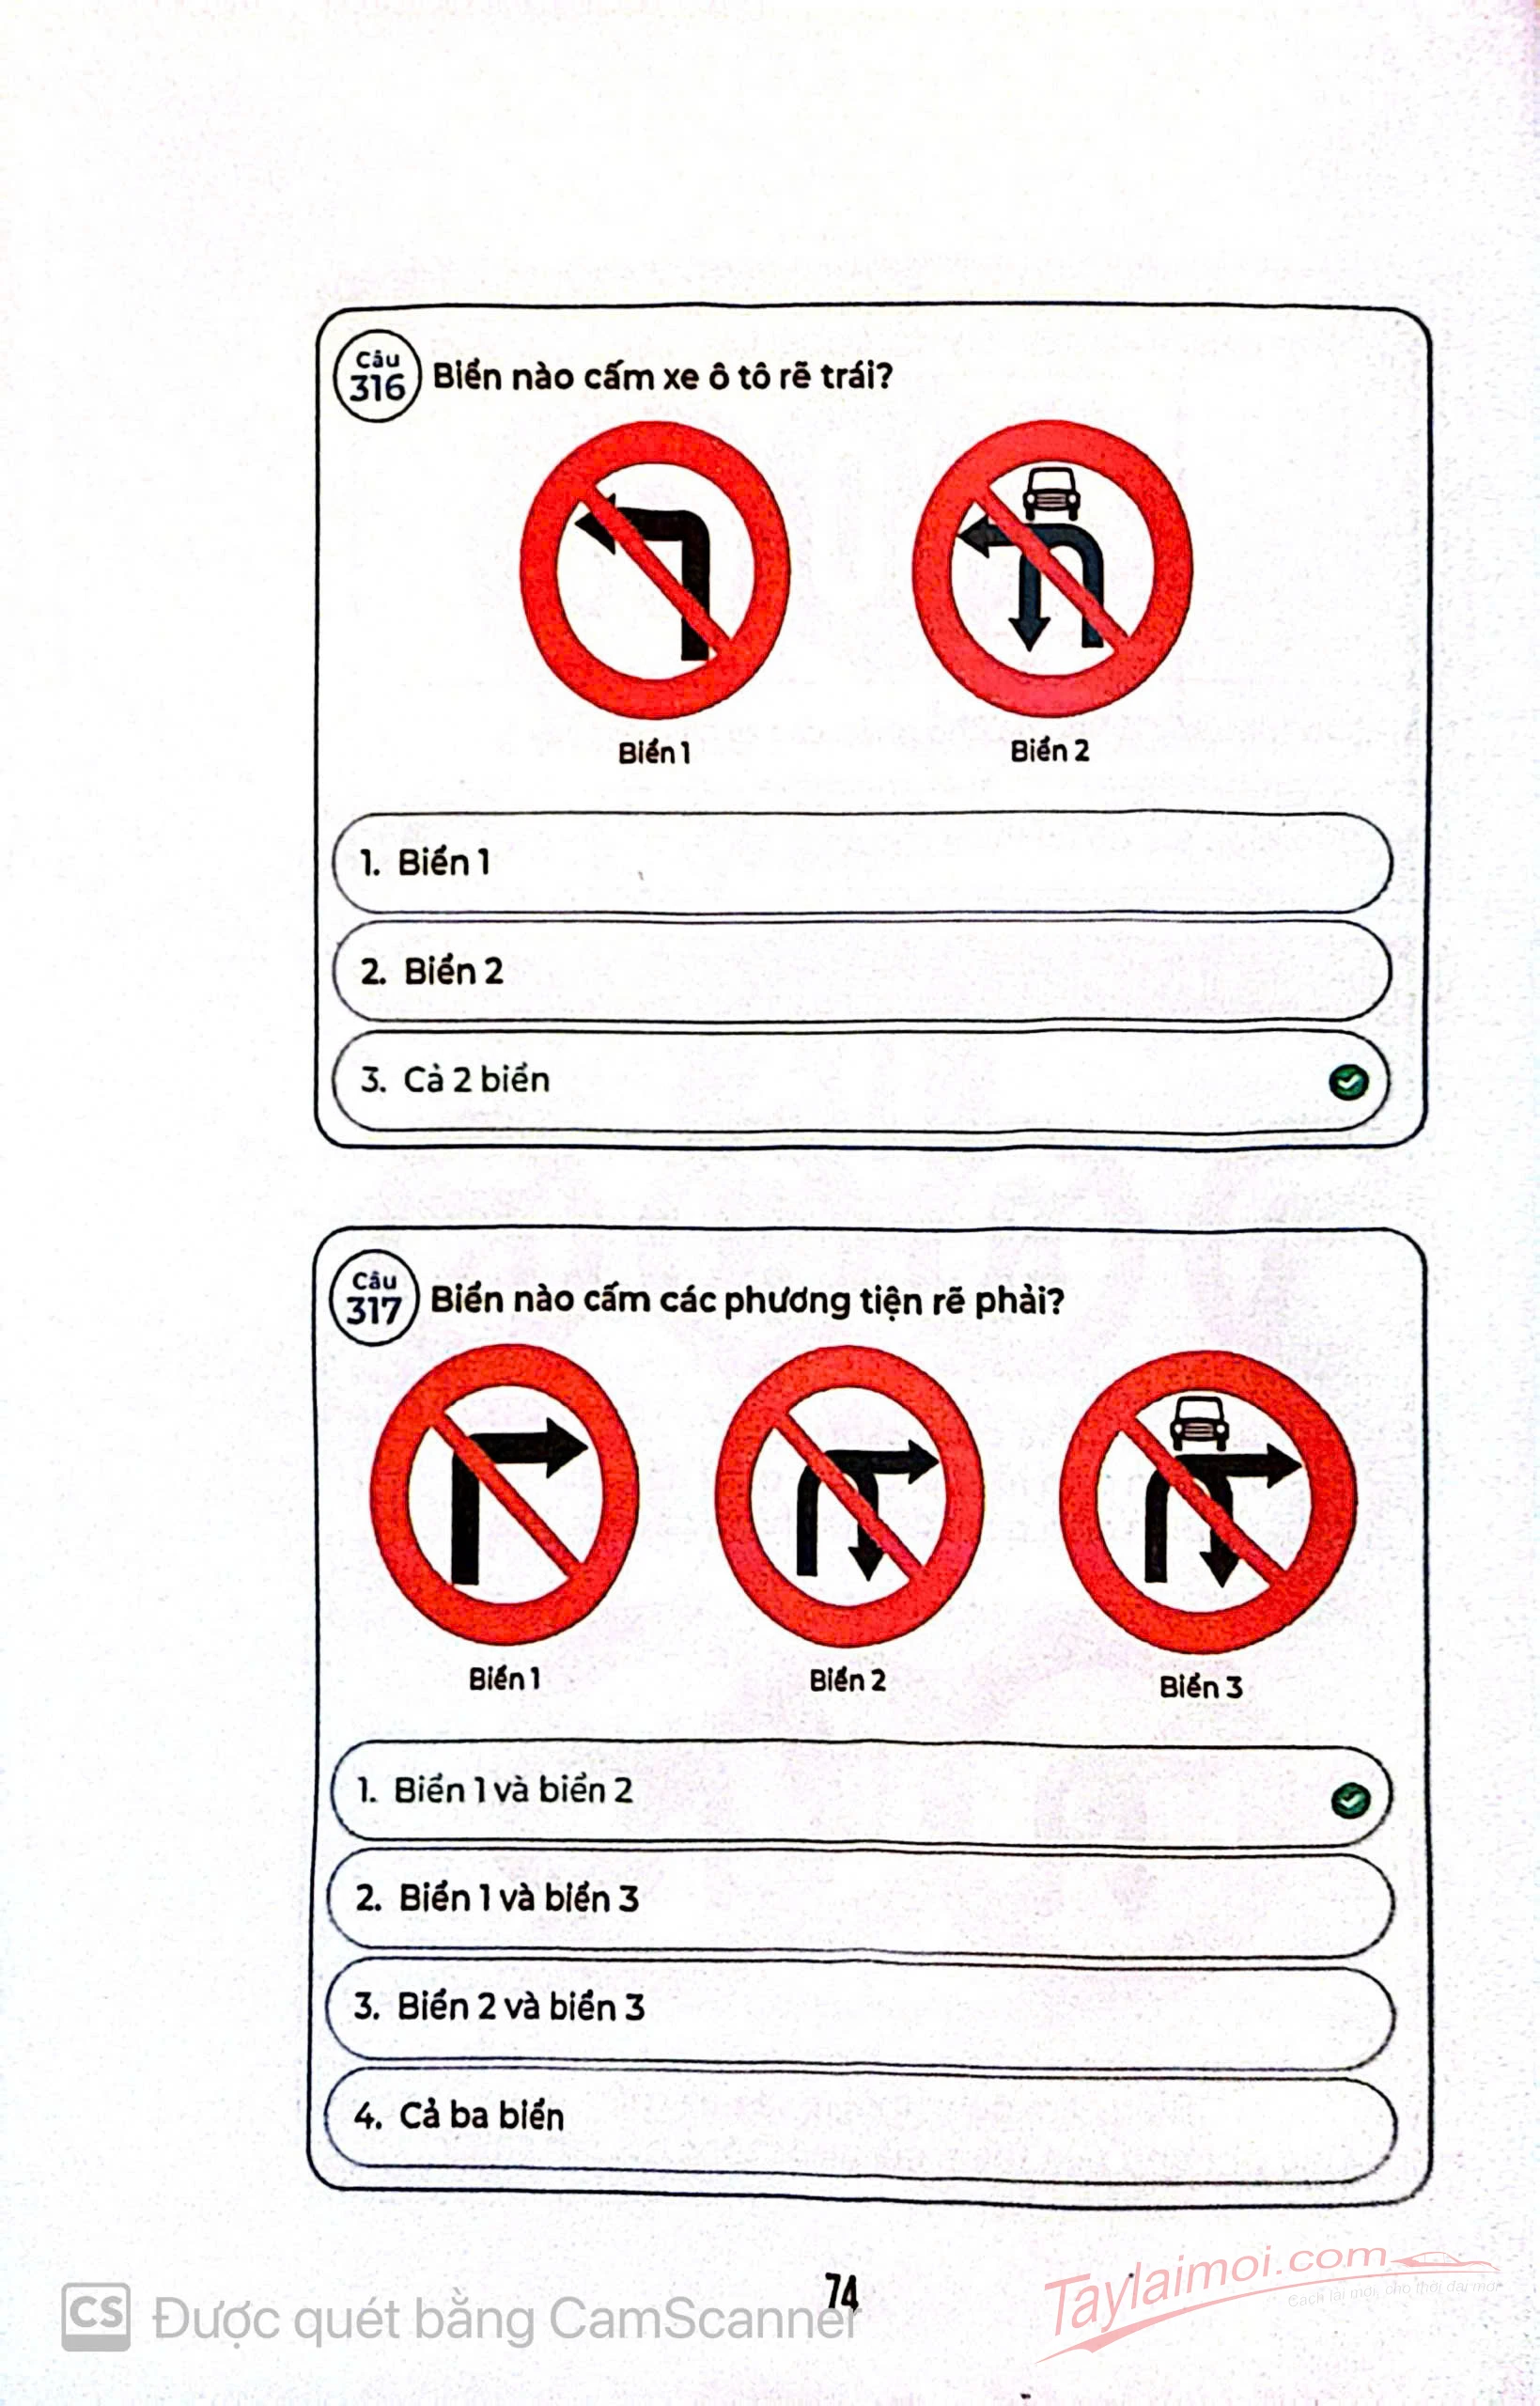 Câu
316
Biển nào cấm xe ô tô rẽ trái?
Biển 1
Biển 2
1. Biển 1
2. Biển 2
3. Cả 2 biển
Câu
317
Biển nào cấm các phương tiện rẽ phải?
Biển 1
Biển 2
Biển 3
1. Biển 1 và biển 2
2. Biển 1 và biển 3
3. Biển 2 và biển 3
4. Cả ba biển
74
CS Được quét bằng CamScanner
Taylaimoi.com
Cách lái mới, cho thời đại mới